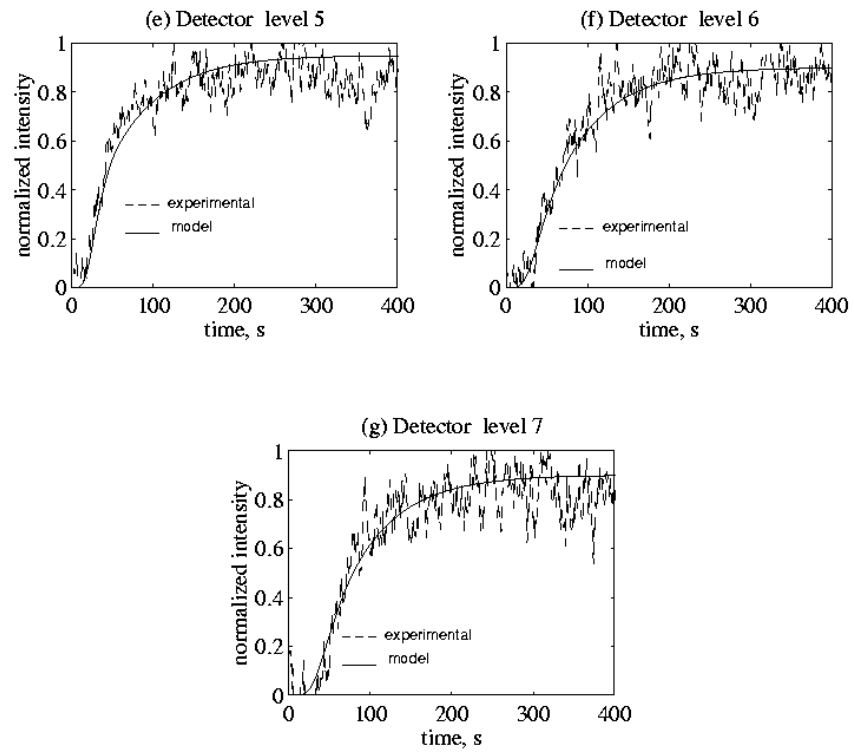 (e) Detector level 5
normalized intensity
1
0.8
0.6
0.4
0.2
0
experimental
model
0 100 200 300 400
time, s
(f) Detector level 6
normalized intensity
1
0.8
0.6
0.4
0.2
0
experimental
model
0 100 200 300 400
time, s
(g) Detector level 7
normalized intensity
1
0.8
0.6
0.4
0.2
0
experimental
model
0 100 200 300 400
time, s